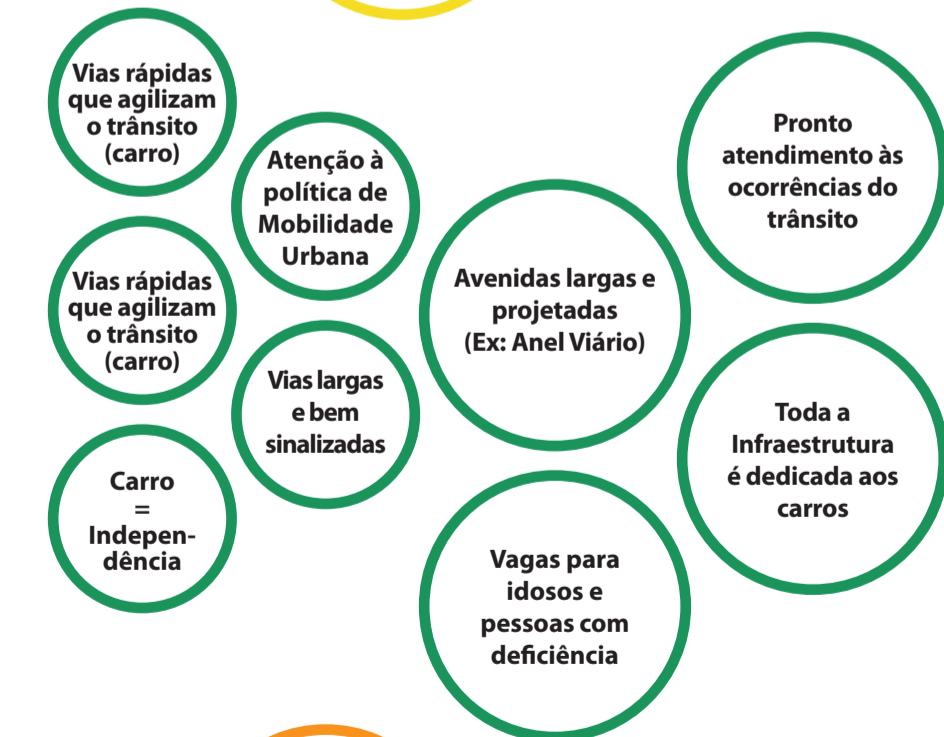 Vias rápidas
que agilizam
o trânsito
(carro)
Atenção à
política de
Mobilidade
Urbana
Pronto
atendimento às
ocorrências do
trânsito
Vias rápidas
que agilizam
o trânsito
(carro)
Avenidas largas e
projetadas
(Ex: Anel Viário)
Vias largas
e bem
sinalizadas
Toda a
Infraestrutura
é dedicada aos
carros
Carro
=
Indepen-
dência
Vagas para
idosos e
pessoas com
deficiência